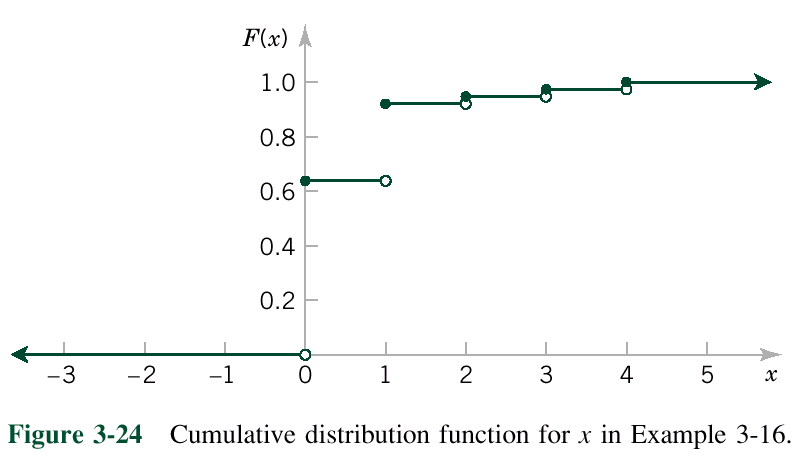 F(x)
1.0
0.8
0.6
0.4
0.2
−3 −2 −1 0 1 2 3 4 5 x
Figure 3-24 Cumulative distribution function for x in Example 3-16.